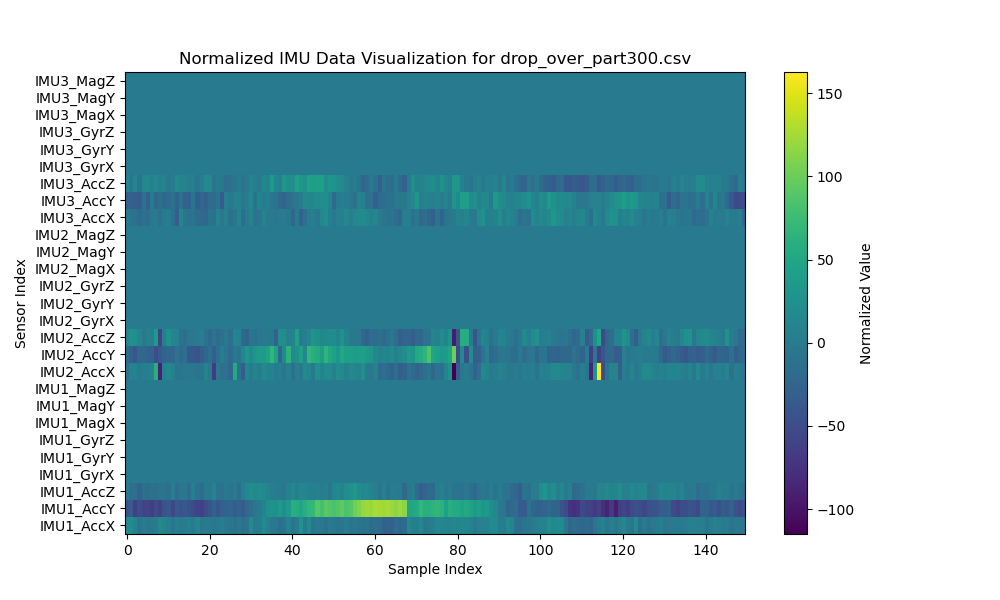 Normalized IMU Data Visualization for drop_over_part300.csv
IMU3_MagZ
IMU3_MagY
IMU3_MagX
IMU3_GyrZ
IMU3_GyrY
IMU3_GyrX
IMU3_AccZ
IMU3_AccY
IMU3_AccX
IMU2_MagZ
IMU2_MagY
IMU2_MagX
IMU2_GyrZ
IMU2_GyrY
IMU2_GyrX
IMU2_AccZ
IMU2_AccY
IMU2_AccX
IMU1_MagZ
IMU1_MagY
IMU1_MagX
IMU1_GyrZ
IMU1_GyrY
IMU1_GyrX
IMU1_AccZ
IMU1_AccY
IMU1_AccX
Sensor Index
0 20 40 60 80 100 120 140
Sample Index
150
100
50
0
−50
−100
Normalized Value